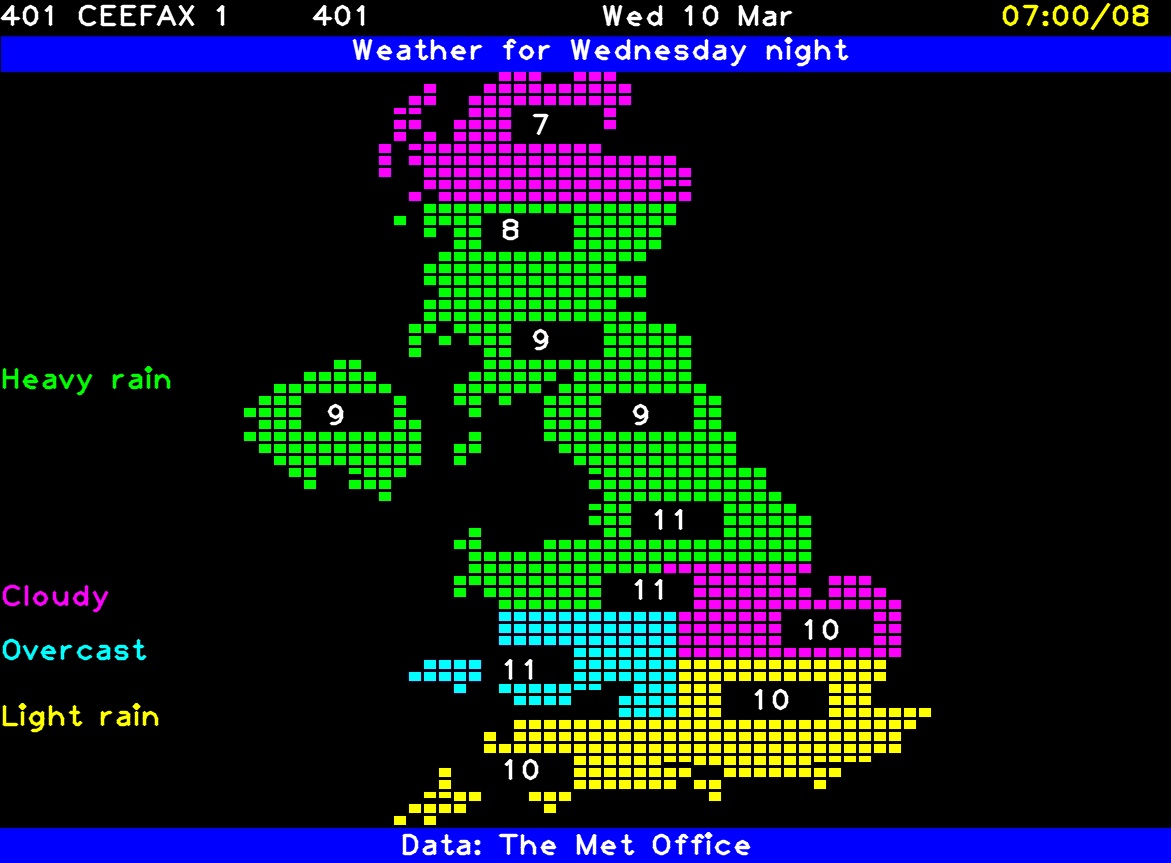 401 CEEFAX 1 401 Wed 10 Mar 07:00/08
Weather for Wednesday night
7
8
9
Heavy rain
9 9
11
11
Cloudy
10
Overcast
11
10
Light rain
10
Data: The Met Office